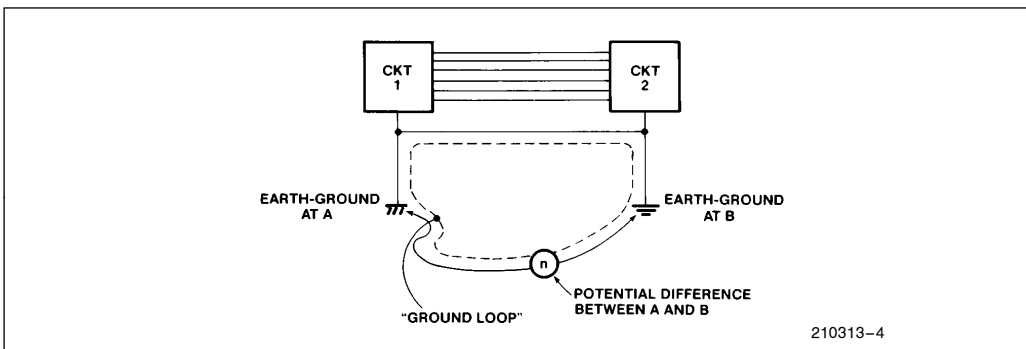 CKT
1
CKT
2
EARTH-GROUND
AT A
EARTH-GROUND
AT B
n
"GROUND LOOP"
POTENTIAL DIFFERENCE
BETWEEN A AND B
210313–4